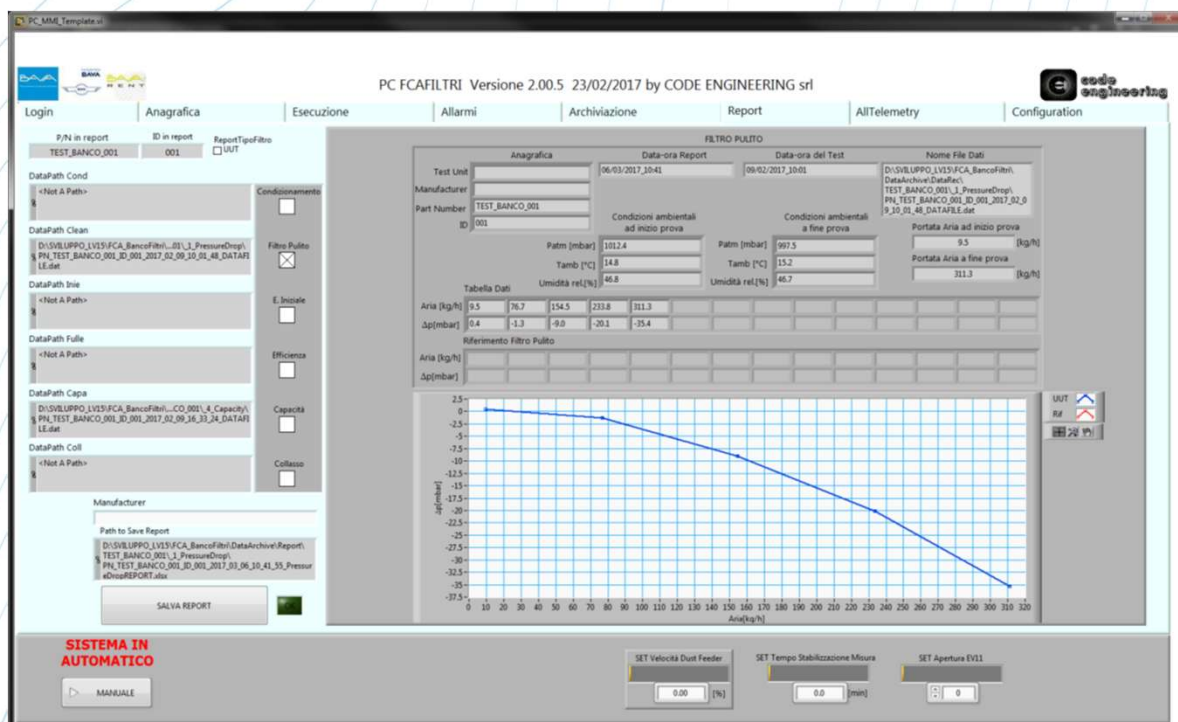 PC_MMI_Template.vi
BAVA
BAVA
RENT
PC FCAFILTRI Versione 2.00.5 23/02/2017 by CODE ENGINEERING srl
code
engineering
Login
Anagrafica
Esecuzione
Allarmi
Archiviazione
Report
AllTelemetry
Configuration
P/N in report
ID in report
ReportTipoFiltro
TEST_BANCO_001
001
UUT
DataPath Cond
<Not A Path>
Condizionamento
DataPath Clean
D:\SVILUPPO_LV15\FCA_BancoFiltri\...01\_1_PressureDrop\
PN_TEST_BANCO_001_ID_001_2017_02_09_10_01_48_DATAFI
LE.dat
Filtro Pulito
DataPath Inie
<Not A Path>
E. Iniziale
DataPath Fulle
<Not A Path>
Efficienza
DataPath Capa
D:\SVILUPPO_LV15\FCA_BancoFiltri\...CO_001\_4_Capacity\
PN_TEST_BANCO_001_ID_001_2017_02_09_16_33_24_DATAFI
LE.dat
Capacità
DataPath Coll
<Not A Path>
Collasso
Manufacturer
Path to Save Report
D:\SVILUPPO_LV15\FCA_BancoFiltri\DataArchive\Report\
TEST_BANCO_001\_1_PressureDrop\
PN_TEST_BANCO_001_ID_001_2017_03_06_10_41_55_Pressur
eDropREPORT.xlsx
SALVA REPORT
FILTRO PULITO
Anagrafica
Data-ora Report
Data-ora del Test
Nome File Dati
Test Unit
06/03/2017_10:41
09/02/2017_10:01
D:\SVILUPPO_LV15\FCA_BancoFiltri\
DataArchive\DataRec\
TEST_BANCO_001\_1_PressureDrop\
PN_TEST_BANCO_001_ID_001_2017_02_0
9_10_01_48_DATAFILE.dat
Manufacturer
Part Number TEST_BANCO_001
ID 001
Condizioni ambientali
ad inizio prova
Condizioni ambientali
a fine prova
Portata Aria ad inizio prova
9.5 [kg/h]
Patm [mbar] 1012.4
Patm [mbar] 997.5
Portata Aria a fine prova
311.3 [kg/h]
Tamb [°C] 14.8
Tamb [°C] 15.2
Umidità rel.[%] 46.8
Umidità rel.[%] 46.7
Tabella Dati
Aria [kg/h] 9.5 76.7 154.5 233.8 311.3
Δp[mbar] 0.4 -1.3 -9.0 -20.1 -35.4
Riferimento Filtro Pulito
Aria [kg/h]
Δp[mbar]
UUT
Rif
2.5
0
-2.5
-5
-7.5
-10
-12.5
-15
-17.5
-20
-22.5
-25
-27.5
-30
-32.5
-35
-37.5
Δp[mbar]
0 10 20 30 40 50 60 70 80 90 100 110 120 130 140 150 160 170 180 190 200 210 220 230 240 250 260 270 280 290 300 310 320
Aria[kg/h]
SISTEMA IN
AUTOMATICO
MANUALE
SET Velocità Dust Feeder
0.00 [%]
SET Tempo Stabilizzazione Misura
0.0 [min]
SET Apertura EV11
0